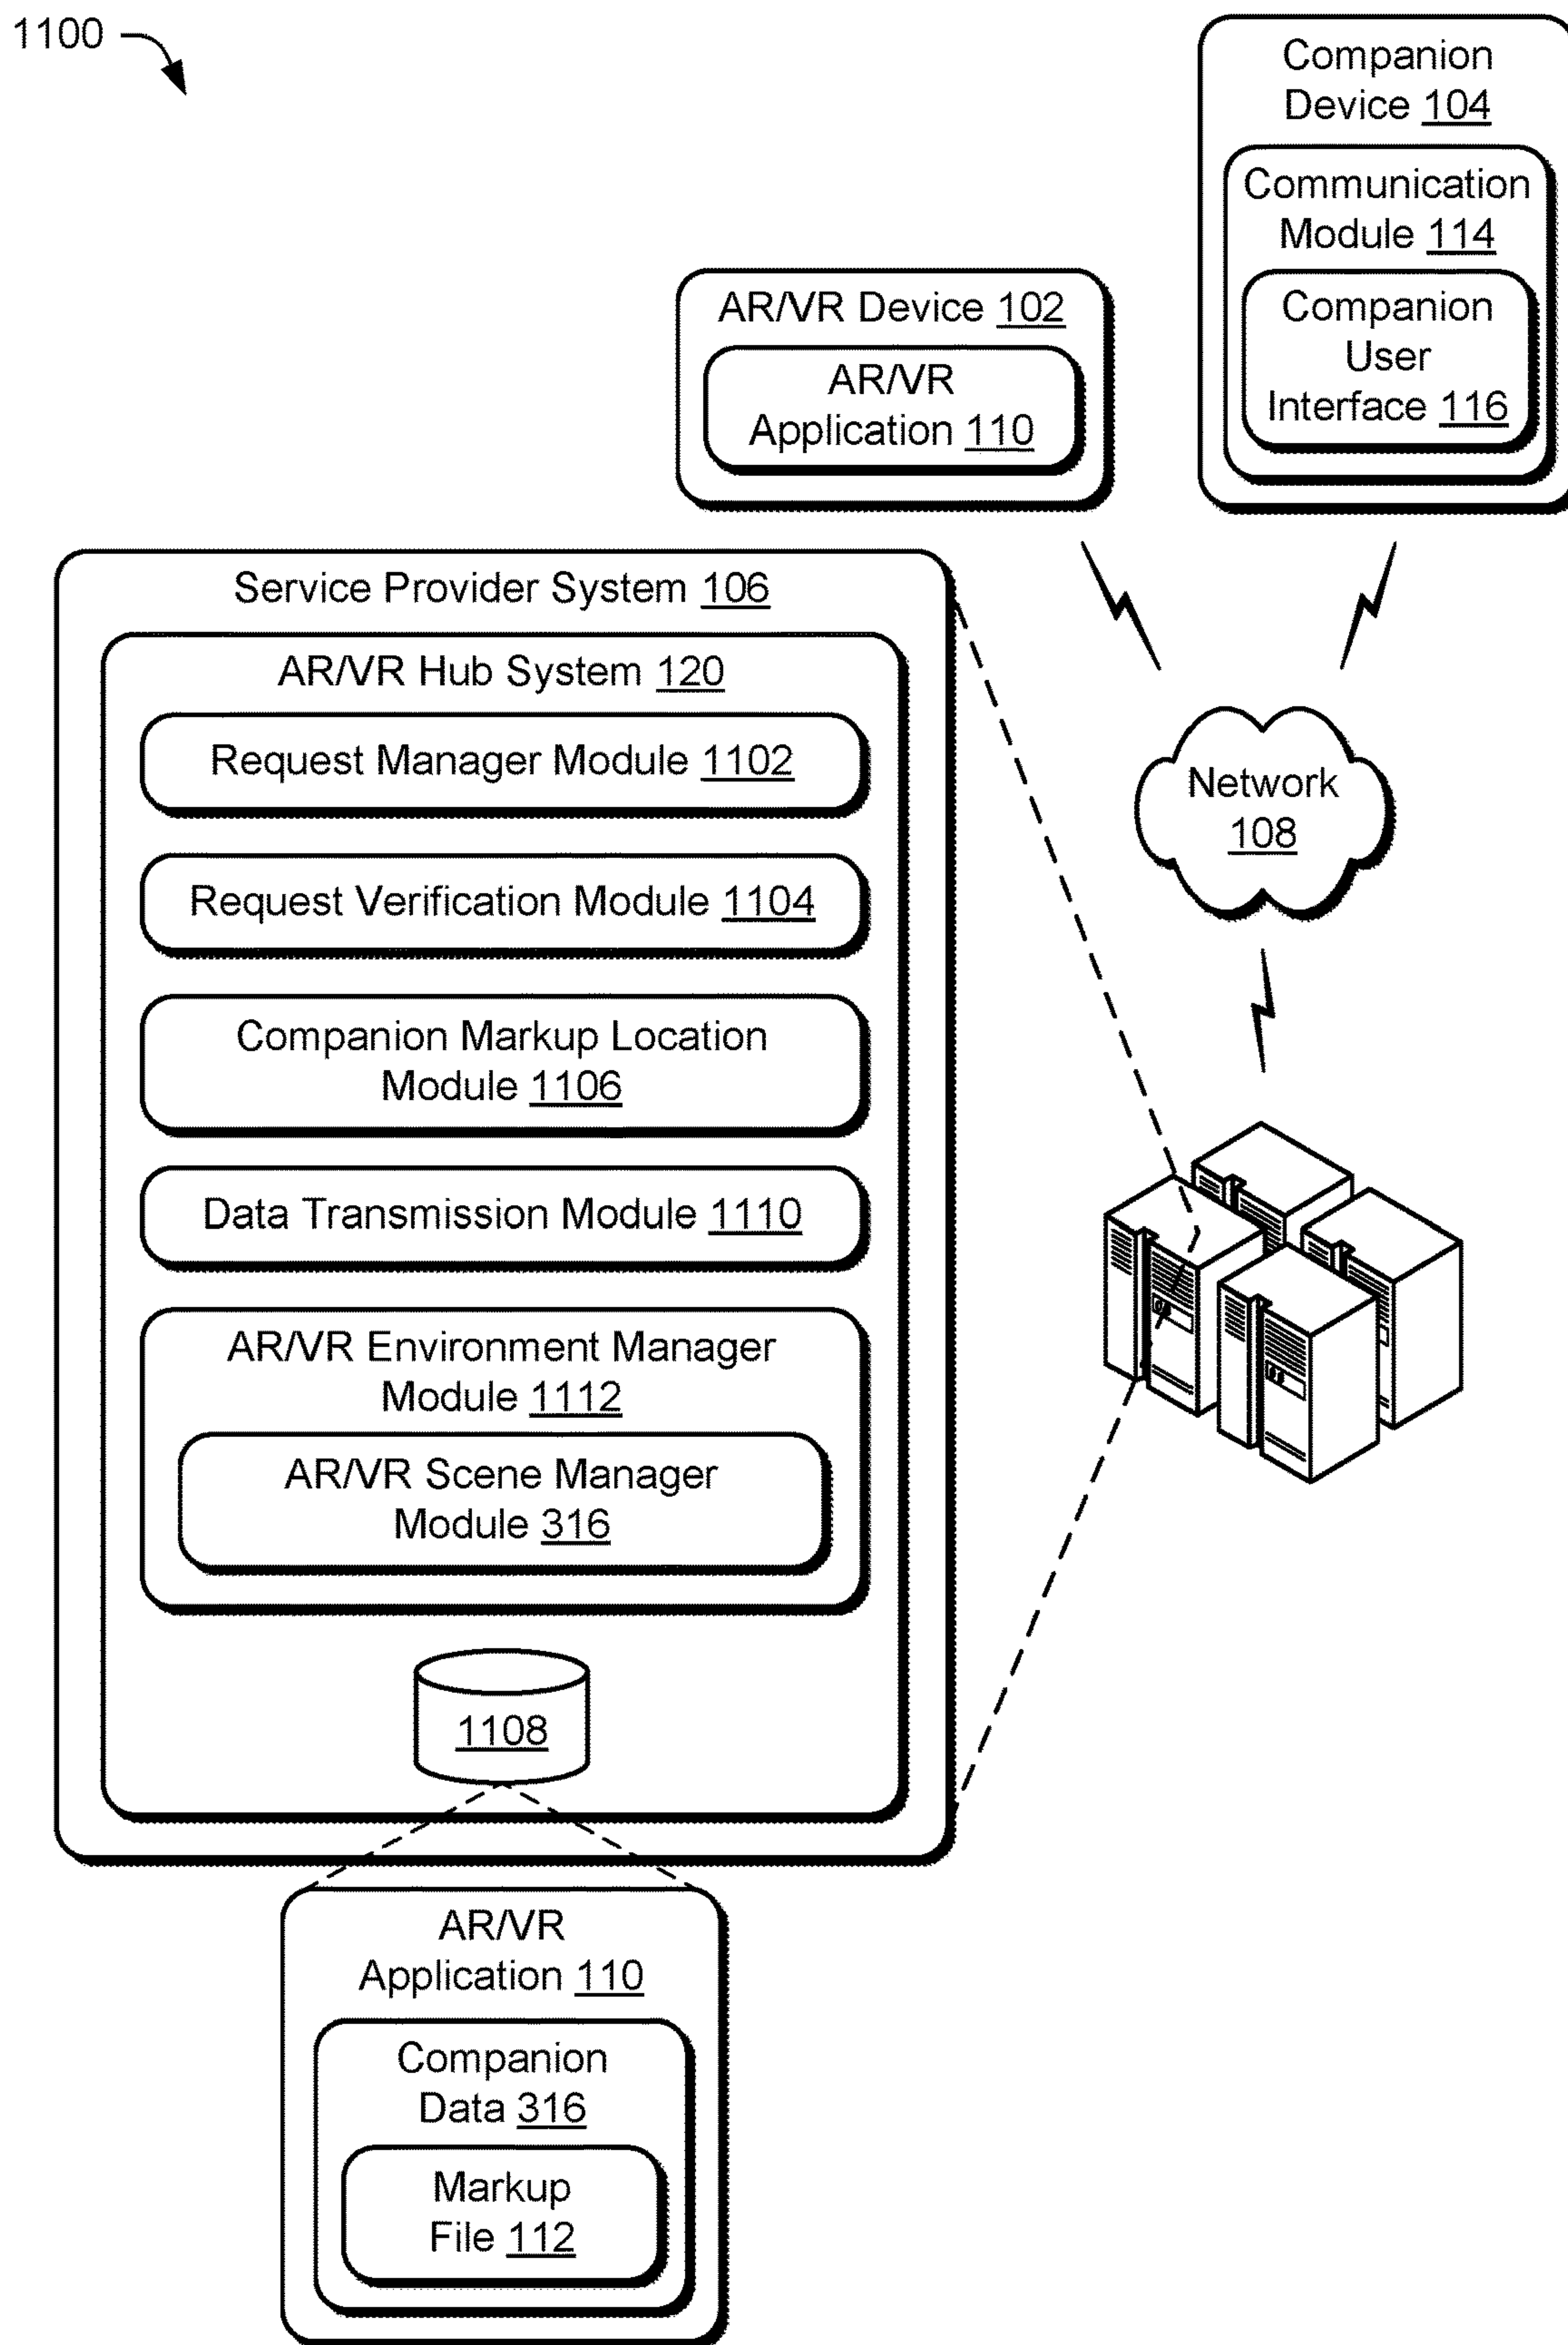 1100
Companion
Device 104
Communication
Module 114
Companion
User
Interface 116
AR/VR Device 102
AR/VR
Application 110
Service Provider System 106
AR/VR Hub System 120
Request Manager Module 1102
Request Verification Module 1104
Companion Markup Location
Module 1106
Data Transmission Module 1110
AR/VR Environment Manager
Module 1112
AR/VR Scene Manager
Module 316
1108
Network
108
AR/VR
Application 110
Companion
Data 316
Markup
File 112